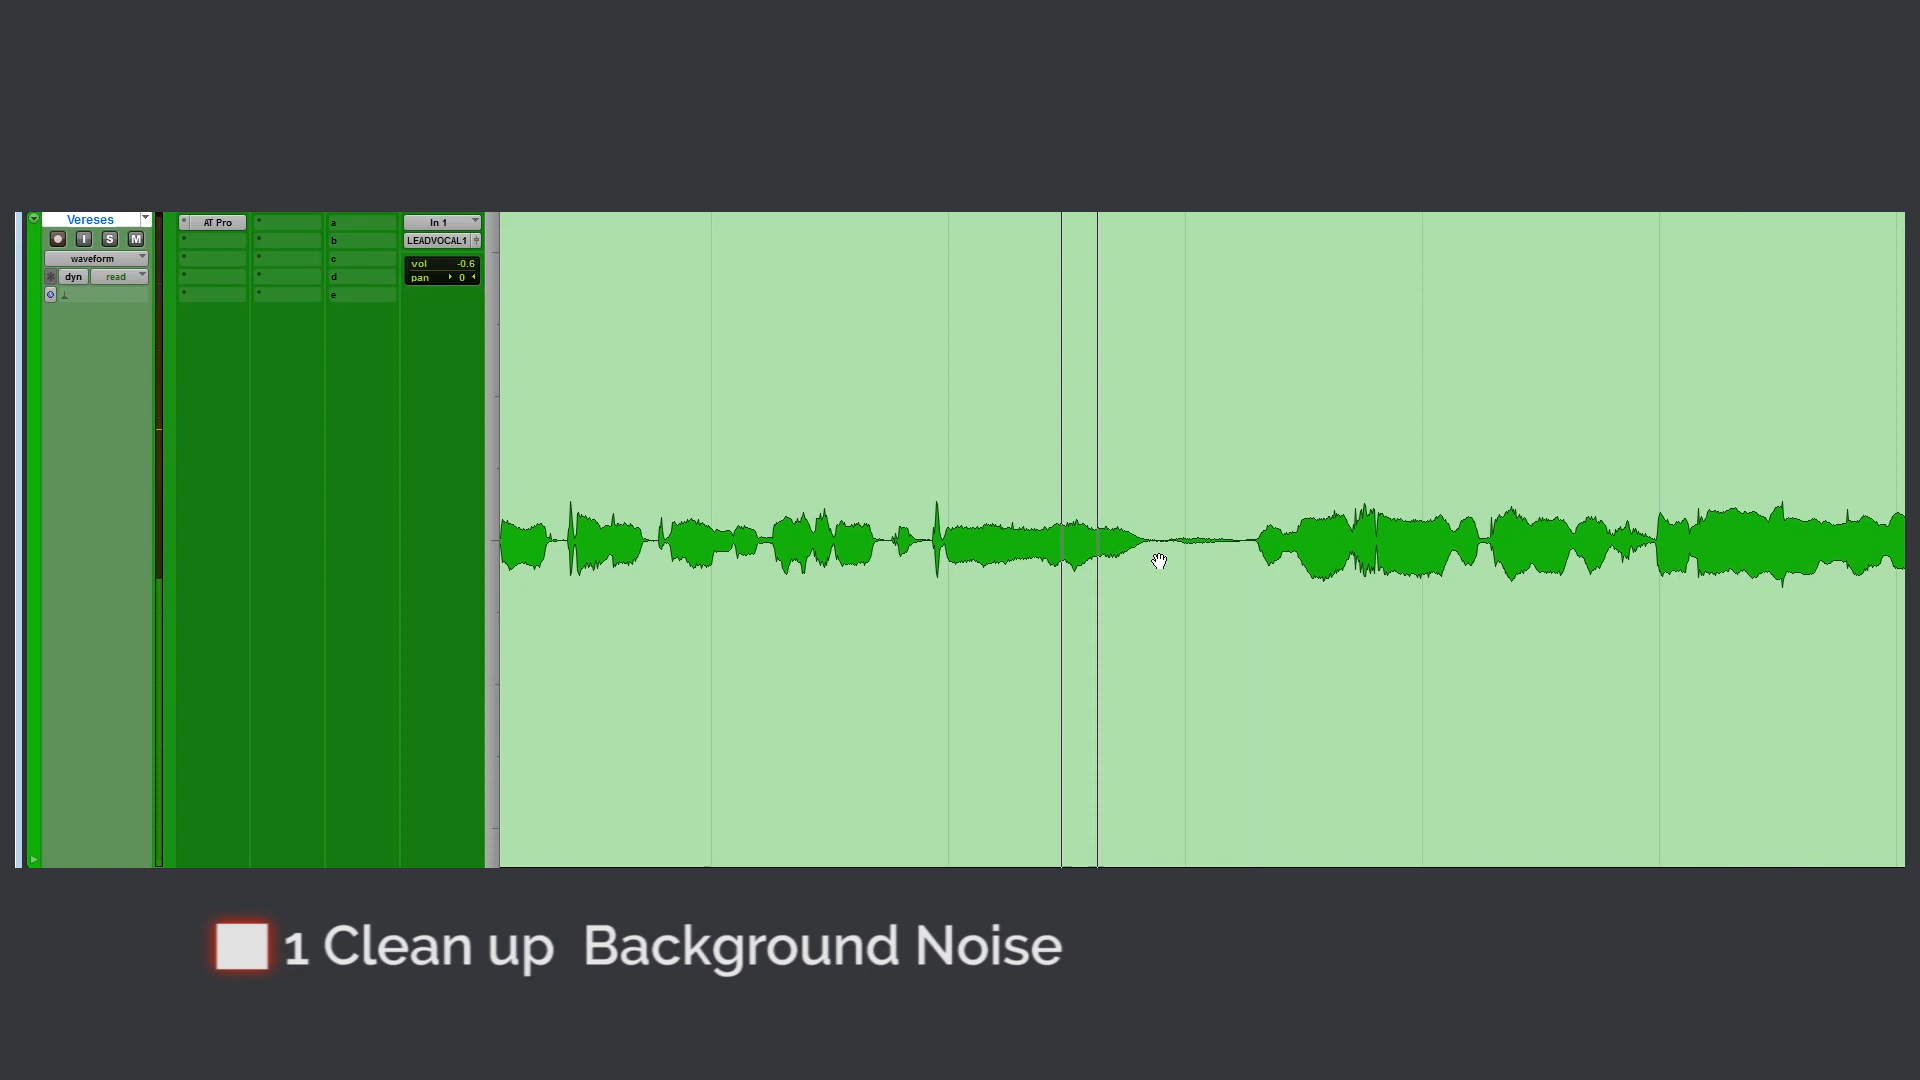 Vereses
I S M
waveform
dyn read
AT Pro
a
b
c
d
e
In 1
LEADVOCAL1
vol -0.6
pan 0
1 Clean up Background Noise